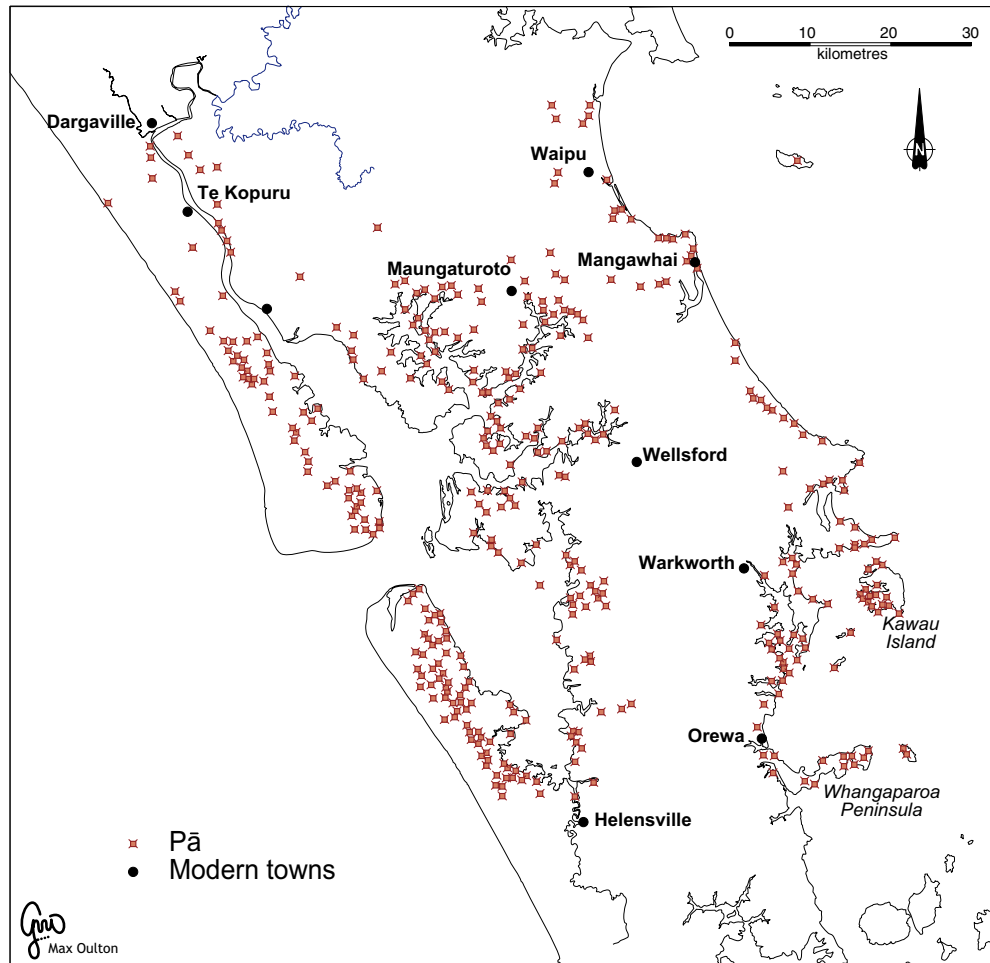 0 10 20 30
kilometres
N
Dargaville
Waipu
Te Kopuru
Mangawhai
Maungaturoto
Wellsford
Warkworth
Kawau
Island
Orewa
Whangaparoa
Peninsula
Helensville
Pā
Modern towns
Max Oulton